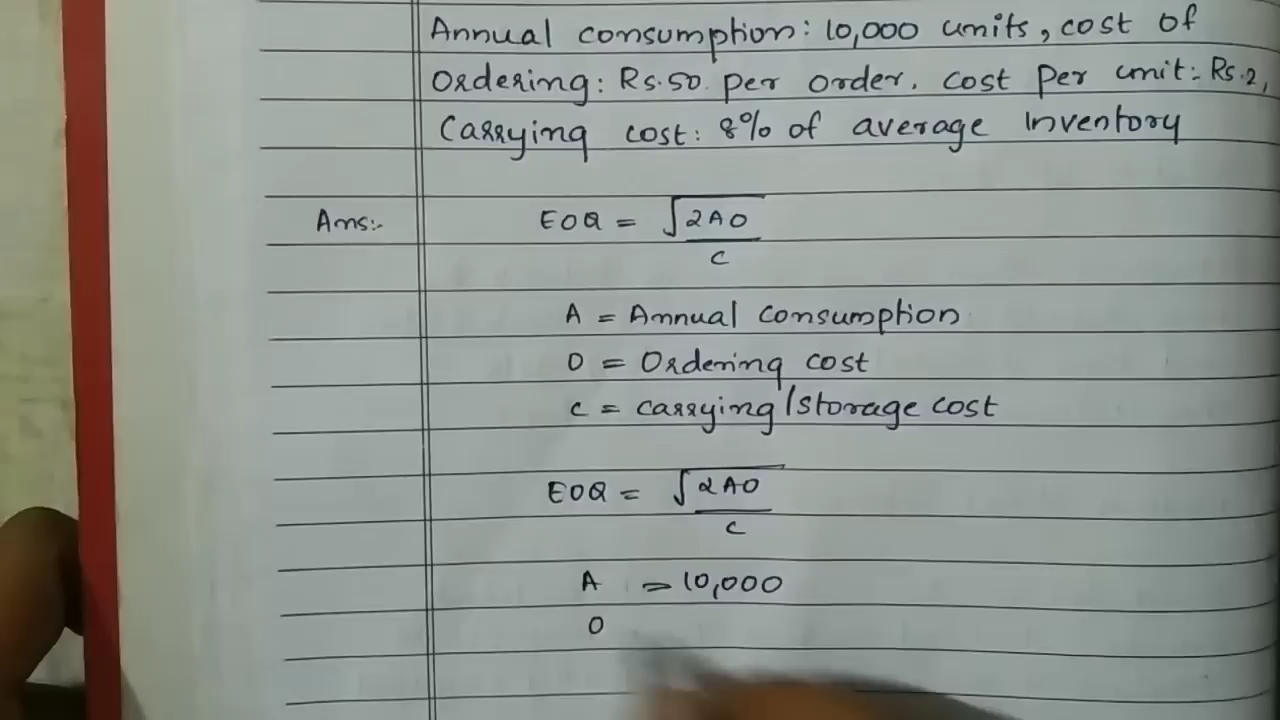 Annual consumption: 10,000 units, cost of
Ordering: Rs.50 per order. cost per unit: Rs.2,
Carrying cost: 8% of average Inventory
Ans:- EOQ = √2AO
C
A = Annual consumption
O = Ordering cost
C = carrying/storage cost
EOQ = √2AO
C
A = 10,000
O